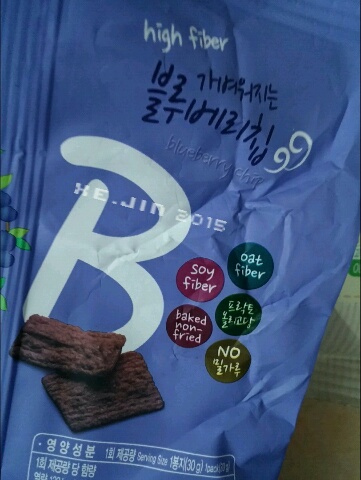 high fiber
가벼워지는
블루베리칩
blueberry chip
XE.JIN 2015
B
soy
fiber
oat
fiber
baked
non-
fried
프락토
올리고당
NO
밀가루
· 영양성분
1회 제공량 Serving Size 1봉지(30 g)
1회 제공량 당 함량